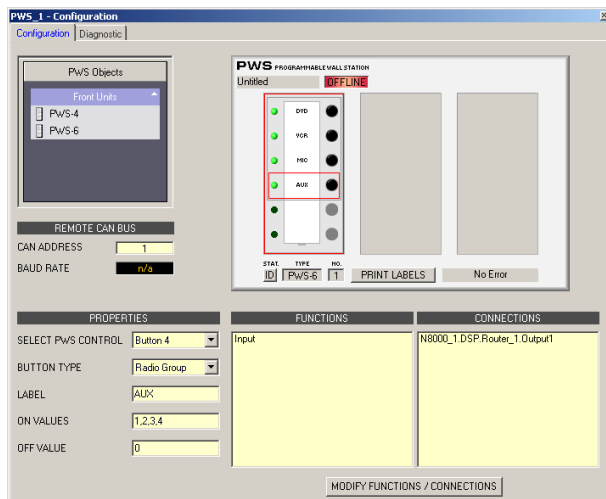 PWS_1 - Configuration
Configuration Diagnostic
PWS Objects
Front Units
PWS-4
PWS-6
PWS PROGRAMMABLE WALL STATION
Untitled OFFLINE
DVD
VCR
MIC
AUX
STAT. TYPE NO.
ID PWS-6 1 PRINT LABELS No Error
REMOTE CAN BUS
CAN ADDRESS 1
BAUD RATE n/a
PROPERTIES
SELECT PWS CONTROL Button 4
BUTTON TYPE Radio Group
LABEL AUX
ON VALUES 1,2,3,4
OFF VALUE 0
FUNCTIONS
Input
CONNECTIONS
N8000_1.DSP.Router_1.Output1
MODIFY FUNCTIONS / CONNECTIONS